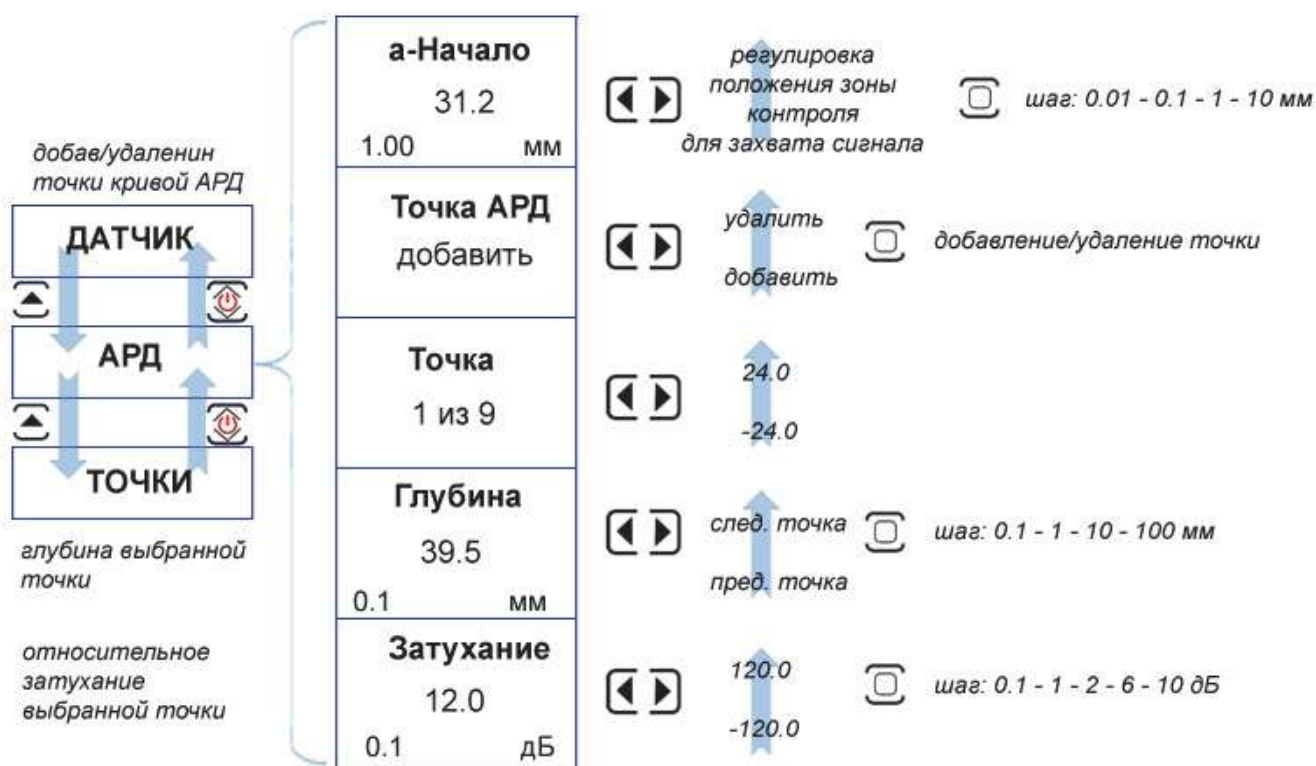 добав/удаленин
точки кривой АРД
ДАТЧИК
АРД
ТОЧКИ
глубина выбранной
точки
относительное
затухание
выбранной точки
а-Начало
31.2
1.00 мм
регулировка
положения зоны
контроля
для захвата сигнала
шаг: 0.01 - 0.1 - 1 - 10 мм
Точка АРД
добавить
удалить
добавить
добавление/удаление точки
Точка
1 из 9
24.0
-24.0
Глубина
39.5
0.1 мм
след. точка
пред. точка
шаг: 0.1 - 1 - 10 - 100 мм
Затухание
12.0
0.1 дБ
120.0
-120.0
шаг: 0.1 - 1 - 2 - 6 - 10 дБ